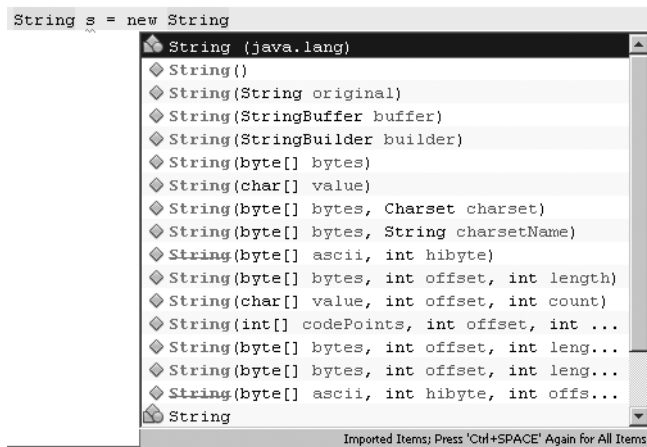 String s = new String
String (java.lang)
String()
String(String original)
String(StringBuffer buffer)
String(StringBuilder builder)
String(byte[] bytes)
String(char[] value)
String(byte[] bytes, Charset charset)
String(byte[] bytes, String charsetName)
String(byte[] ascii, int hibyte)
String(byte[] bytes, int offset, int length)
String(char[] value, int offset, int count)
String(int[] codePoints, int offset, int ...
String(byte[] bytes, int offset, int leng...
String(byte[] bytes, int offset, int leng...
String(byte[] ascii, int hibyte, int offs...
String
Imported Items; Press 'Ctrl+SPACE' Again for All Items